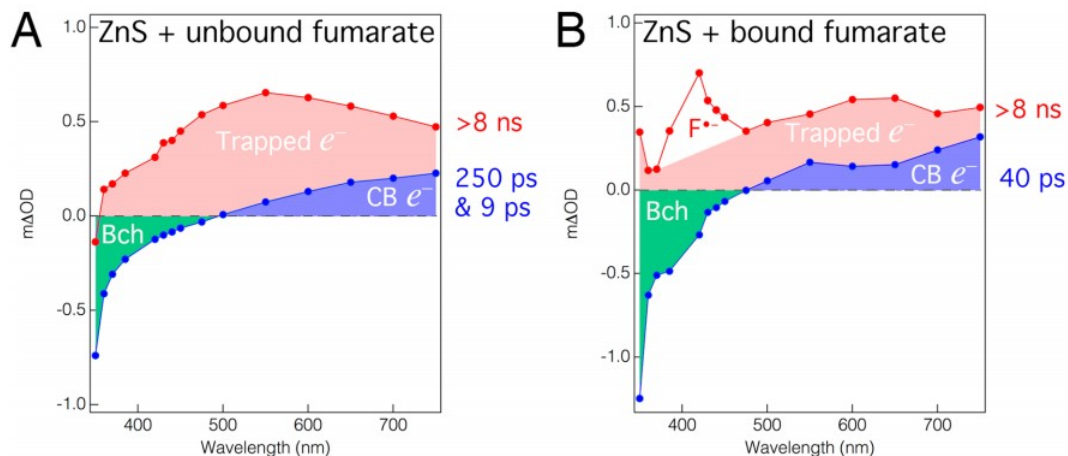 A
ZnS + unbound fumarate
1.0
0.5
0.0
-0.5
-1.0
mΔOD
Trapped e⁻
CB e⁻
Bch
>8 ns
250 ps
& 9 ps
400
500
600
700
Wavelength (nm)
B
ZnS + bound fumarate
1.0
0.5
0.0
-0.5
-1.0
mΔOD
F•⁻
Trapped e⁻
CB e⁻
Bch
>8 ns
40 ps
400
500
600
700
Wavelength (nm)